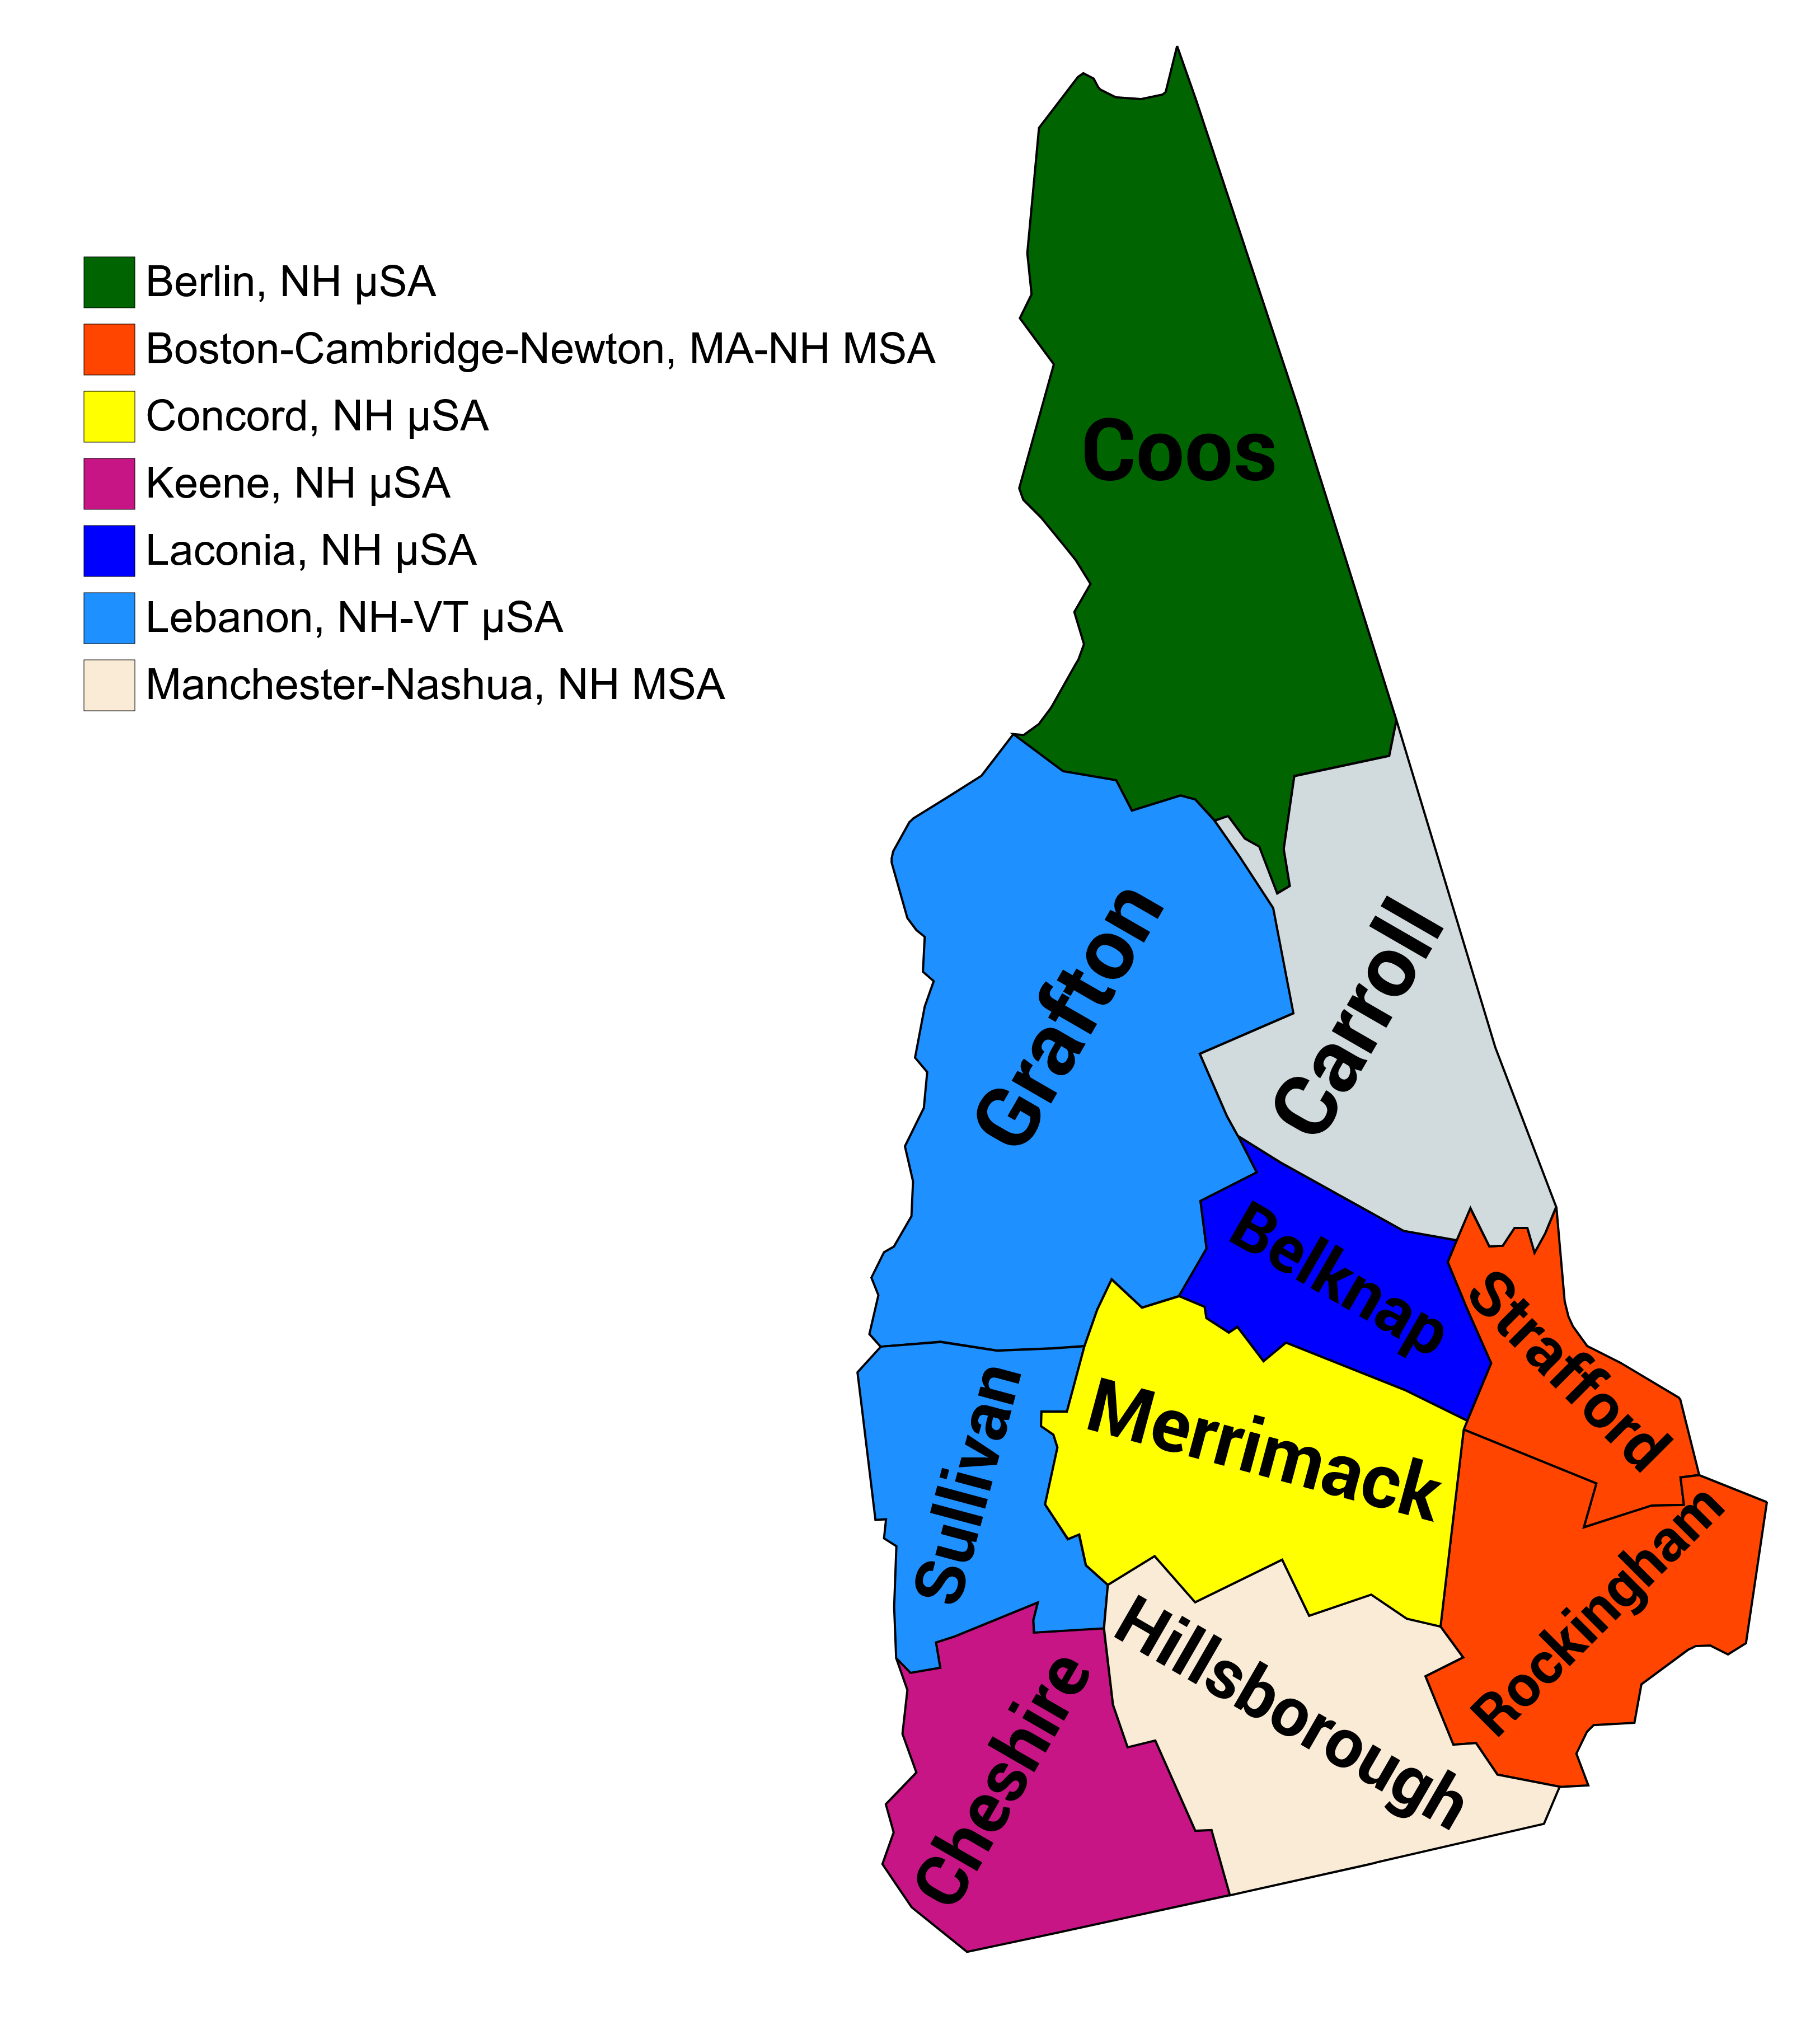 Berlin, NH µSA
Boston-Cambridge-Newton, MA-NH MSA
Concord, NH µSA
Keene, NH µSA
Laconia, NH µSA
Lebanon, NH-VT µSA
Manchester-Nashua, NH MSA
Coos
Grafton
Carroll
Belknap
Strafford
Sullivan
Merrimack
Rockingham
Hillsborough
Cheshire